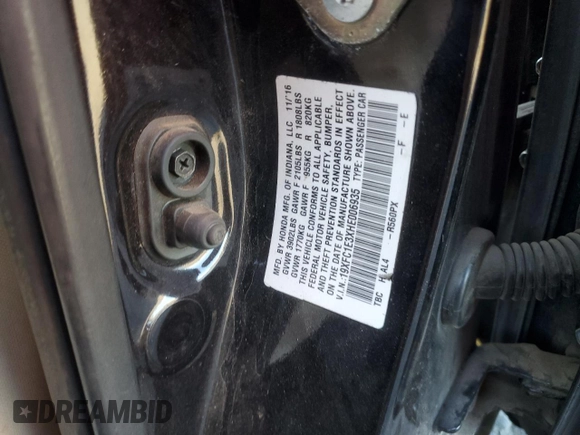 MFD. BY HONDA MFG. OF INDIANA, LLC 11/'16
GVWR 3902LBS GAWR F 2105LBS R 1808LBS
GVWR 1770KG GAWR F 955KG R 820KG
THIS VEHICLE CONFORMS TO ALL APPLICABLE
FEDERAL MOTOR VEHICLE SAFETY, BUMPER,
AND THEFT PREVENTION STANDARDS IN EFFECT
ON THE DATE OF MANUFACTURE SHOWN ABOVE.
V.I.N.:19XFC1F3XHE006935 TYPE: PASSENGER CAR
TBC H AL4 -R560PX -F -E
DREAMBID